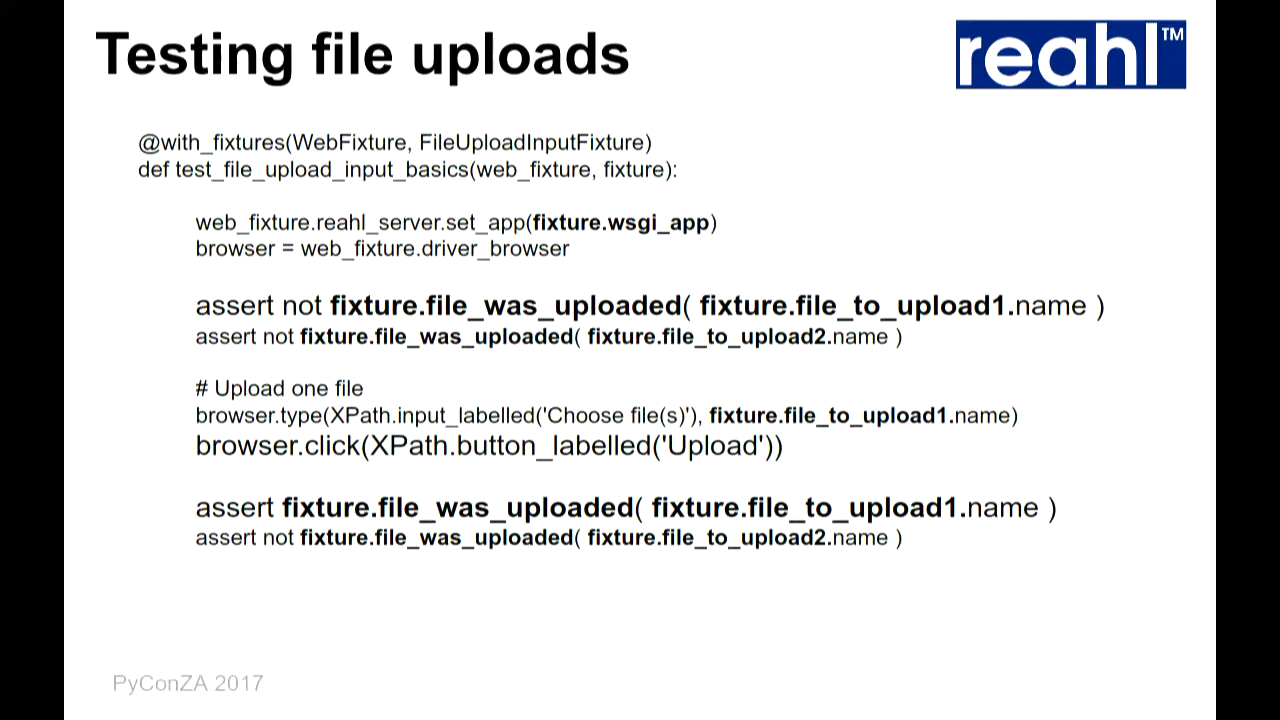 Testing file uploads
reahl™
@with_fixtures(WebFixture, FileUploadInputFixture)
def test_file_upload_input_basics(web_fixture, fixture):
web_fixture.reahl_server.set_app(fixture.wsgi_app)
browser = web_fixture.driver_browser
assert not fixture.file_was_uploaded( fixture.file_to_upload1.name )
assert not fixture.file_was_uploaded( fixture.file_to_upload2.name )
# Upload one file
browser.type(XPath.input_labelled('Choose file(s)'), fixture.file_to_upload1.name)
browser.click(XPath.button_labelled('Upload'))
assert fixture.file_was_uploaded( fixture.file_to_upload1.name )
assert not fixture.file_was_uploaded( fixture.file_to_upload2.name )
PyConZA 2017